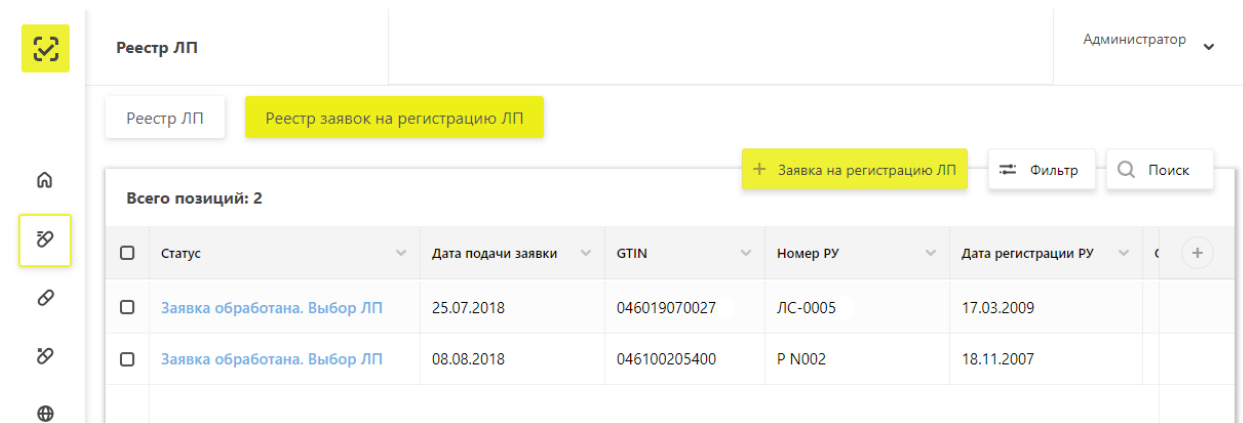 Реестр ЛП
Администратор
Реестр ЛП Реестр заявок на регистрацию ЛП
+ Заявка на регистрацию ЛП Фильтр Поиск
Всего позиций: 2
Статус Дата подачи заявки GTIN Номер РУ Дата регистрации РУ
Заявка обработана. Выбор ЛП 25.07.2018 046019070027 ЛС-0005 17.03.2009
Заявка обработана. Выбор ЛП 08.08.2018 046100205400 Р N002 18.11.2007